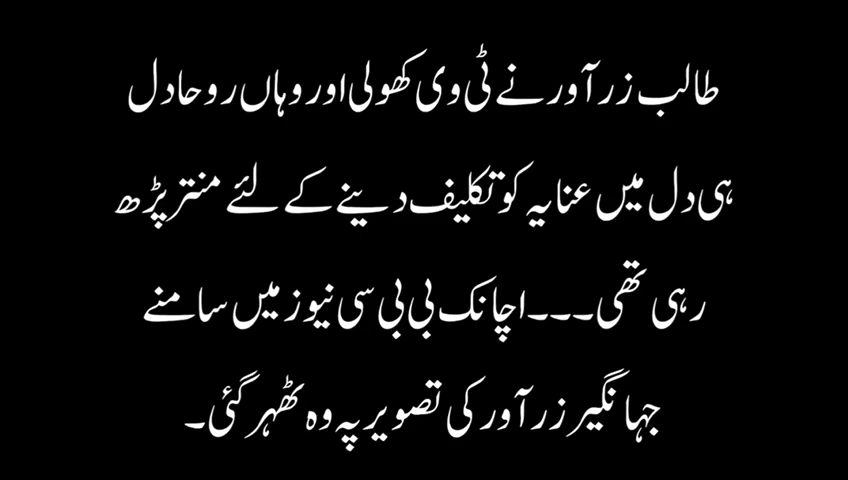 طالب زرآور نے ٹی وی کھولی اور وہاں روحا دل
ہی دل میں عنایہ کو تکلیف دینے کے لئے منتر پڑھ
رہی تھی۔۔۔ اچانک بی بی سی نیوز میں سامنے
جہانگیر زرآور کی تصویر پہ وہ ٹھہر گئی۔